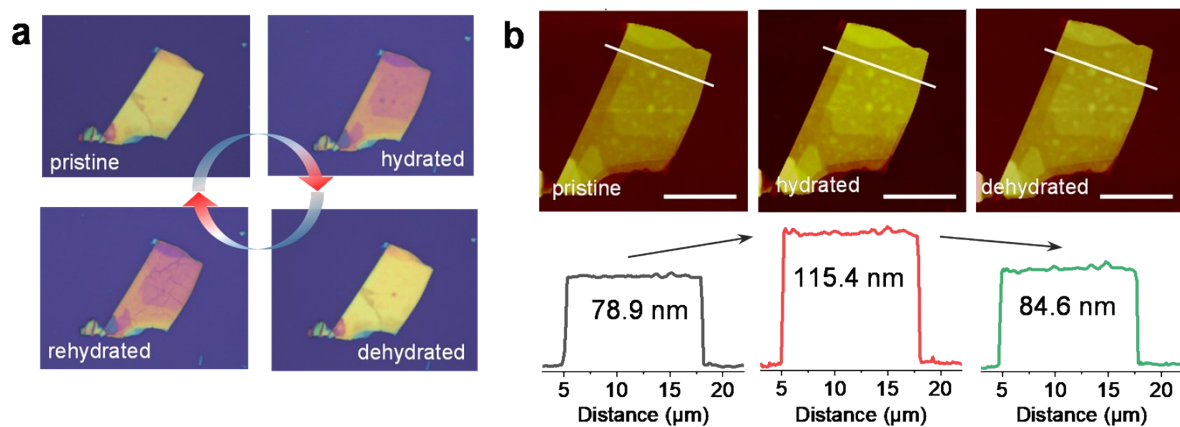 a
pristine
hydrated
rehydrated
dehydrated
b
pristine
hydrated
dehydrated
78.9 nm
115.4 nm
84.6 nm
5 10 15 20
5 10 15 20
5 10 15 20
Distance (µm)
Distance (µm)
Distance (µm)